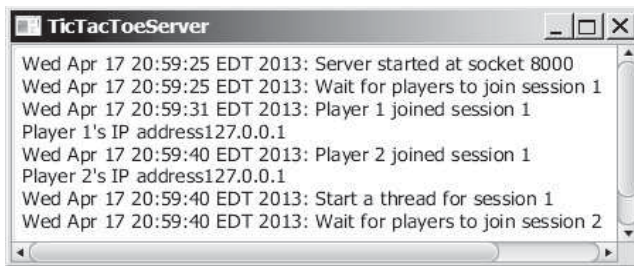 TicTacToeServer
Wed Apr 17 20:59:25 EDT 2013: Server started at socket 8000
Wed Apr 17 20:59:25 EDT 2013: Wait for players to join session 1
Wed Apr 17 20:59:31 EDT 2013: Player 1 joined session 1
Player 1's IP address127.0.0.1
Wed Apr 17 20:59:40 EDT 2013: Player 2 joined session 1
Player 2's IP address127.0.0.1
Wed Apr 17 20:59:40 EDT 2013: Start a thread for session 1
Wed Apr 17 20:59:40 EDT 2013: Wait for players to join session 2